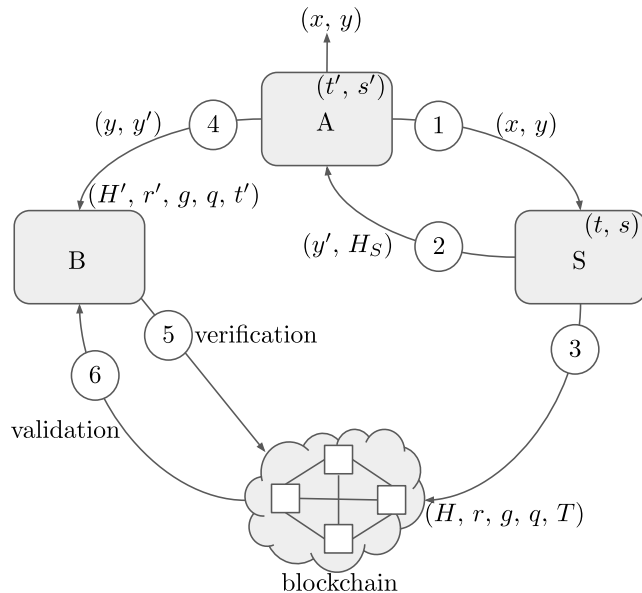 (x, y)
(t′, s′)
A
4
1
(y, y′)
(x, y)
(H′, r′, g, q, t′)
(t, s)
B
(y′, H_S)
2
S
5
verification
3
6
validation
(H, r, g, q, T)
blockchain